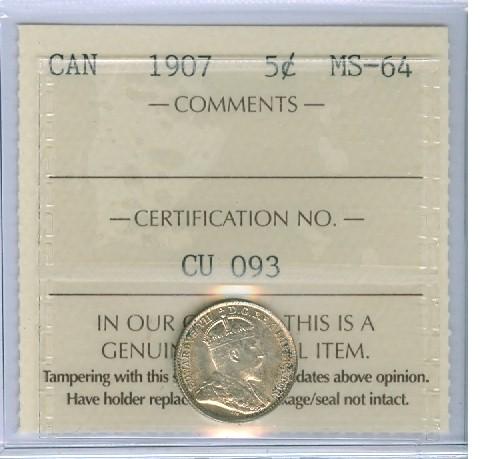 CAN 1907 5¢ MS-64
— COMMENTS —
— CERTIFICATION NO. —
CU 093
IN OUR THIS IS A
ITEM.
Tampering with this above opinion.
Have holder not intact.